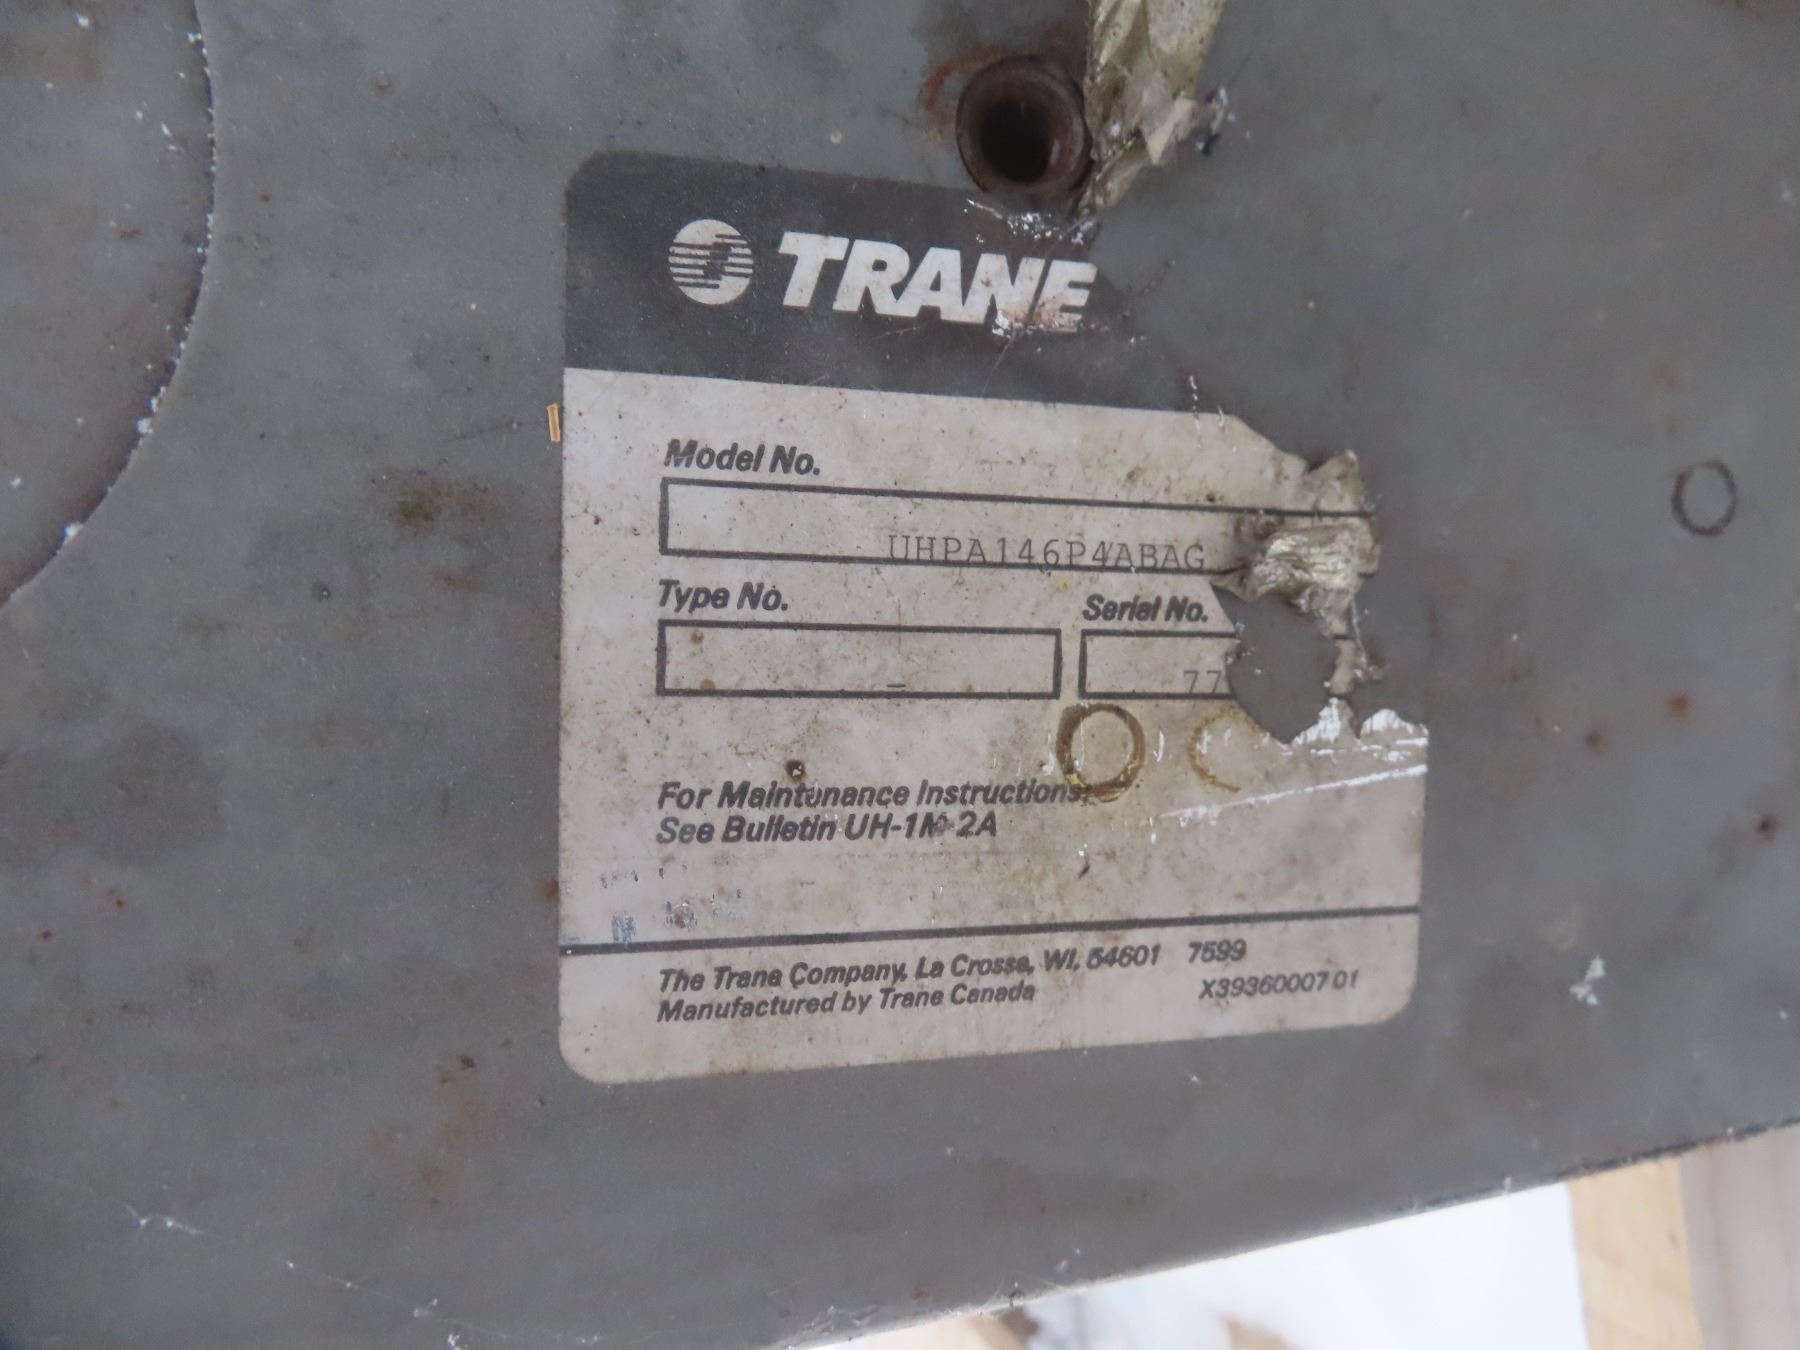 TRANE
Model No.
UHPA146P4ABAG
Type No. Serial No.
- 77
For Maintenance Instructions,
See Bulletin UH-1M-2A
The Trane Company, La Crosse, WI, 54601 7599
Manufactured by Trane Canada X39360007 01